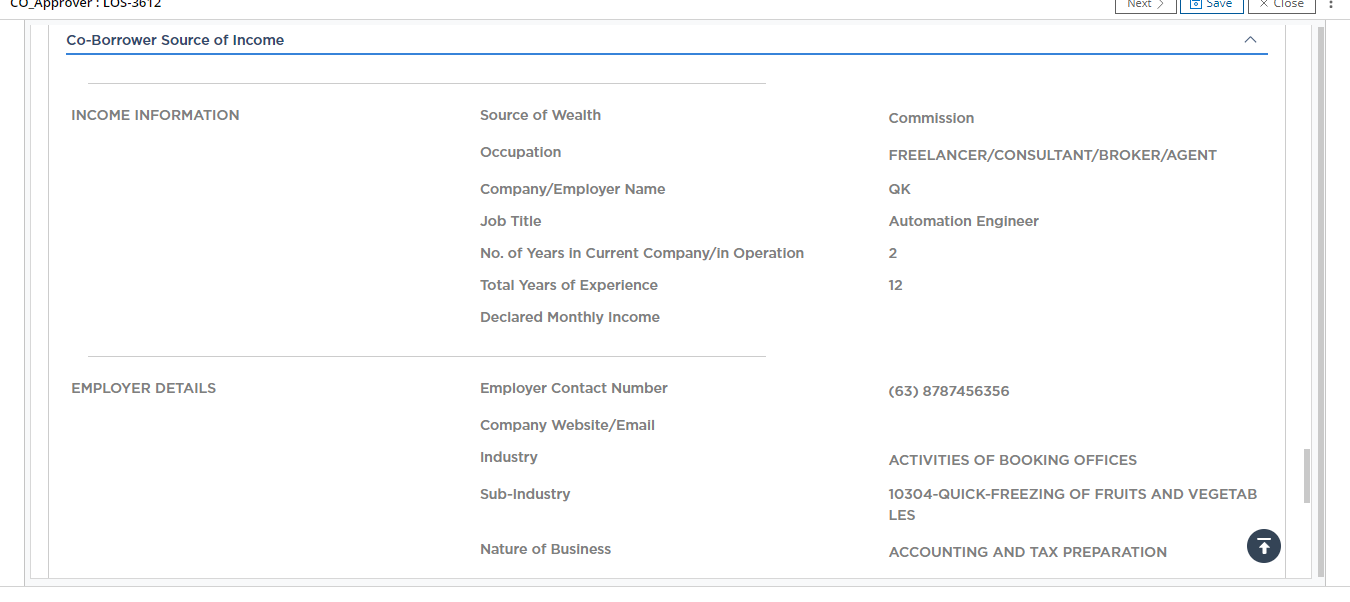 CO_Approver : LOS-3612
Next
Save
Close
Co-Borrower Source of Income
INCOME INFORMATION
Source of Wealth
Commission
Occupation
FREELANCER/CONSULTANT/BROKER/AGENT
Company/Employer Name
QK
Job Title
Automation Engineer
No. of Years in Current Company/in Operation
2
Total Years of Experience
12
Declared Monthly Income
EMPLOYER DETAILS
Employer Contact Number
(63) 8787456356
Company Website/Email
Industry
ACTIVITIES OF BOOKING OFFICES
Sub-Industry
10304-QUICK-FREEZING OF FRUITS AND VEGETAB
LES
Nature of Business
ACCOUNTING AND TAX PREPARATION